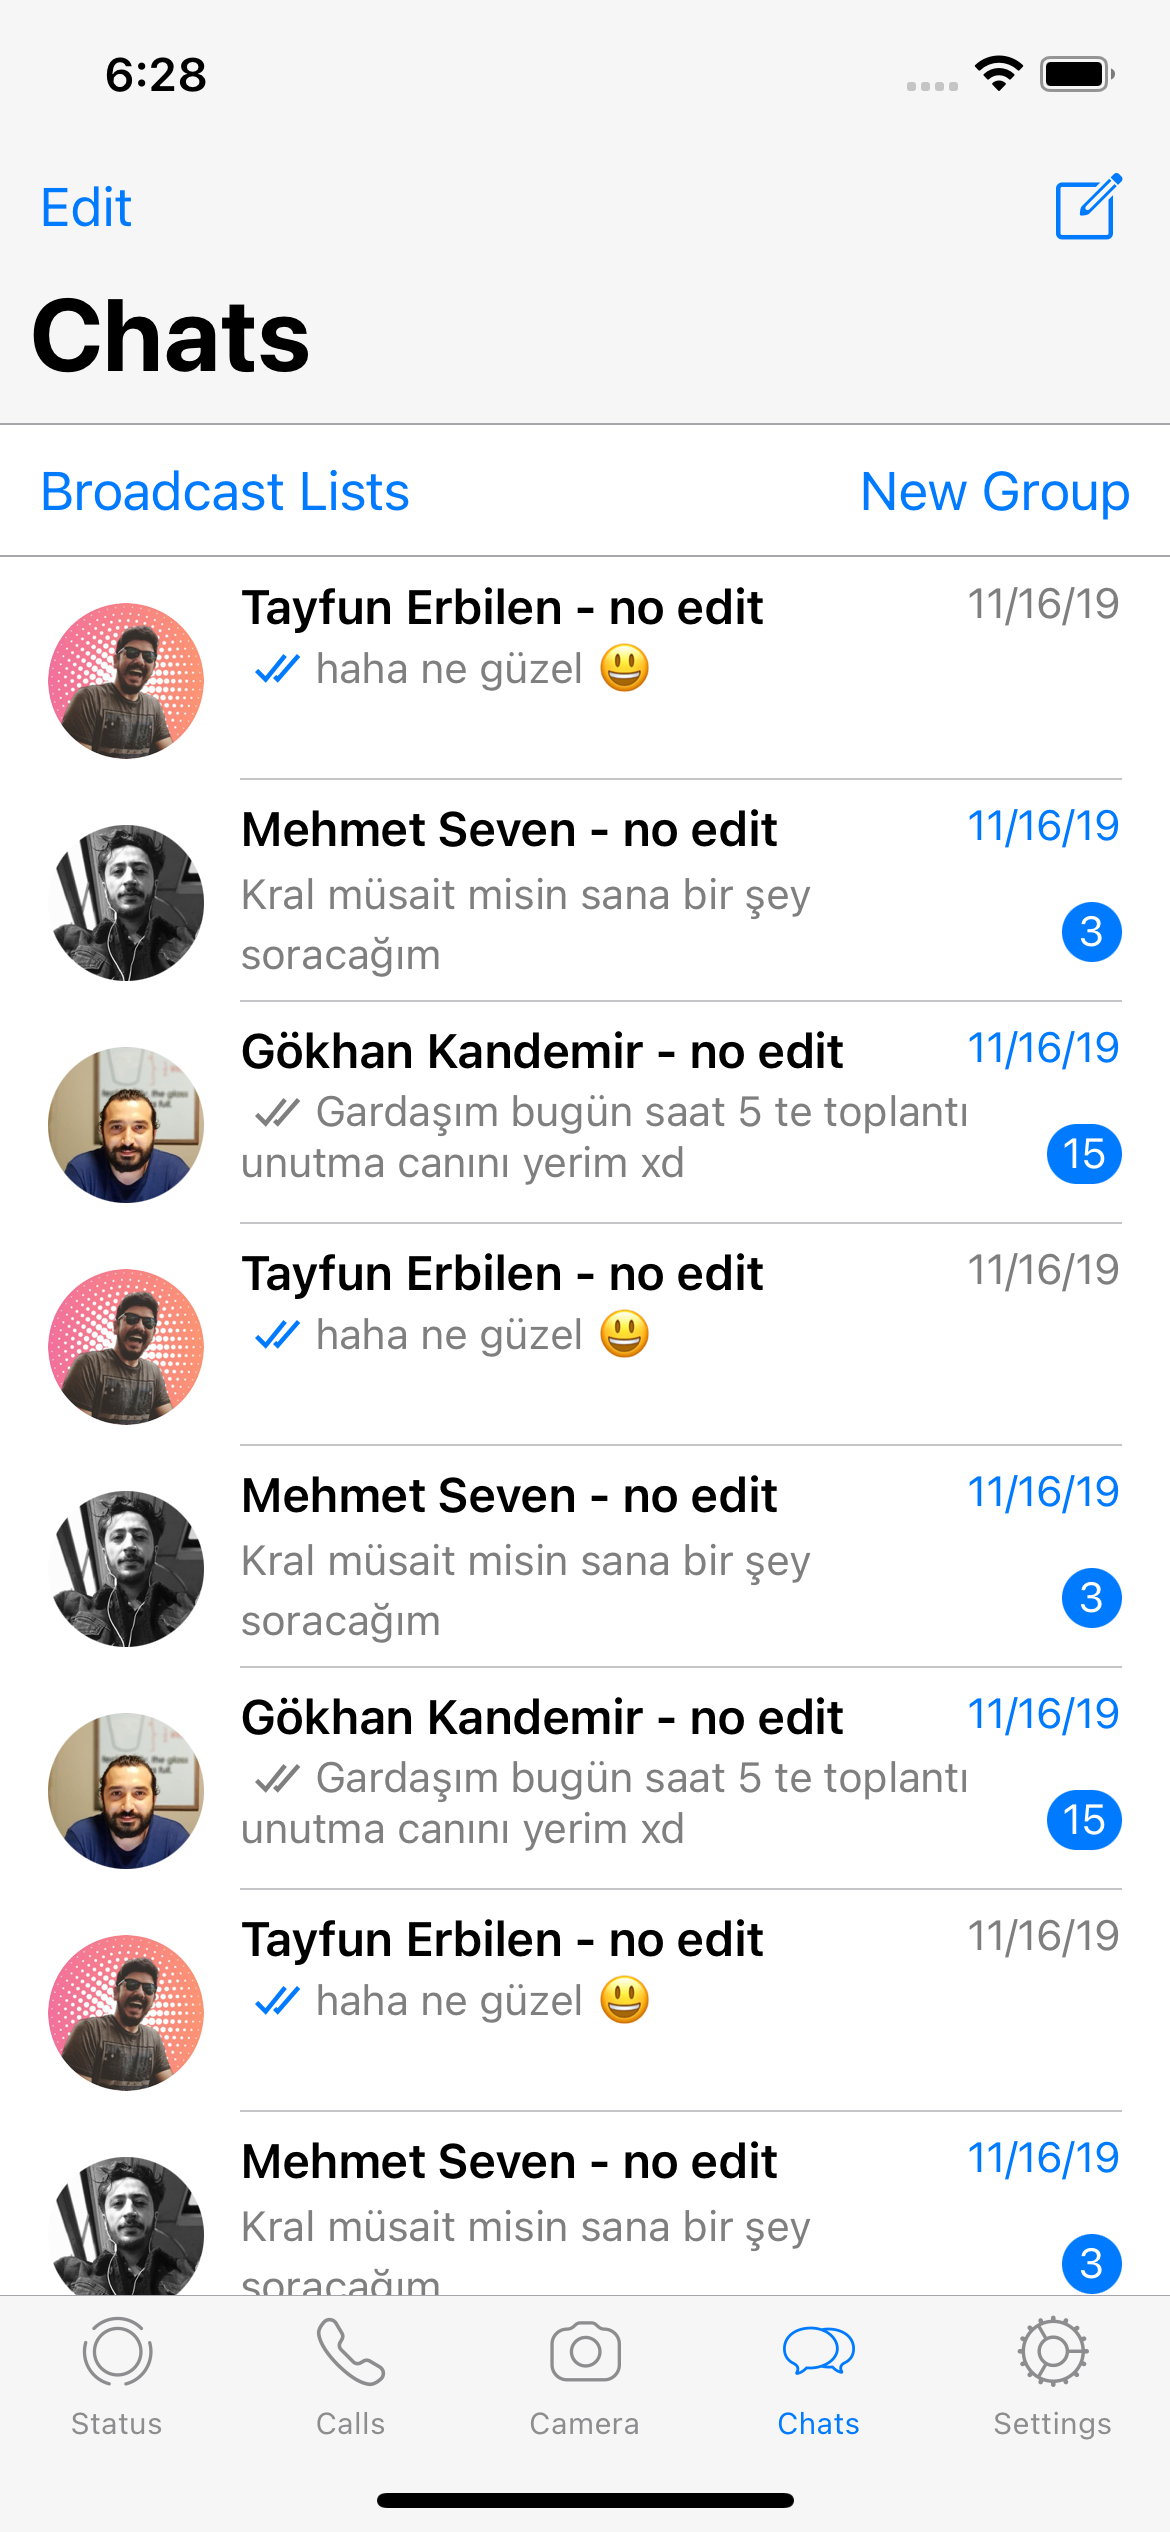 6:28
Edit
Chats
Broadcast Lists New Group
Tayfun Erbilen - no edit 11/16/19
haha ne güzel 😃
Mehmet Seven - no edit 11/16/19
Kral müsait misin sana bir şey
soracağım 3
Gökhan Kandemir - no edit 11/16/19
Gardaşım bugün saat 5 te toplantı
unutma canını yerim xd 15
Tayfun Erbilen - no edit 11/16/19
haha ne güzel 😃
Mehmet Seven - no edit 11/16/19
Kral müsait misin sana bir şey
soracağım 3
Gökhan Kandemir - no edit 11/16/19
Gardaşım bugün saat 5 te toplantı
unutma canını yerim xd 15
Tayfun Erbilen - no edit 11/16/19
haha ne güzel 😃
Mehmet Seven - no edit 11/16/19
Kral müsait misin sana bir şey
soracağım 3
Status Calls Camera Chats Settings